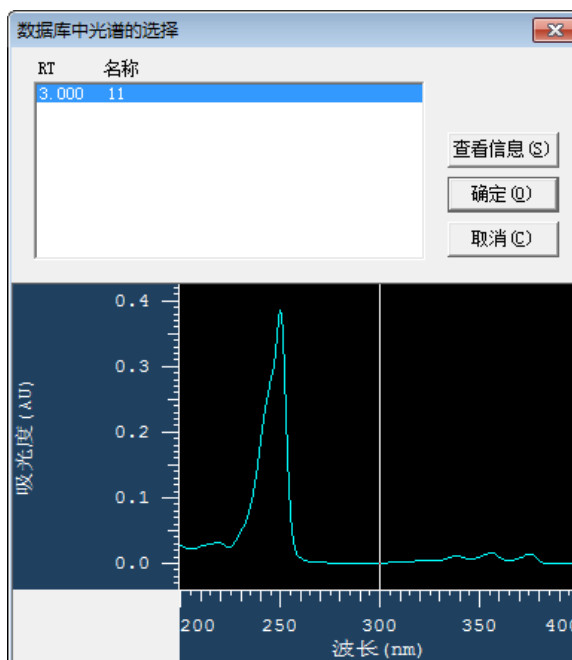 数据库中光谱的选择
RT 名称
3.000 11
查看信息(S)
确定(O)
取消(C)
0.4
0.3
0.2
0.1
0.0
吸光度(AU)
200 250 300 350 400
波长(nm)